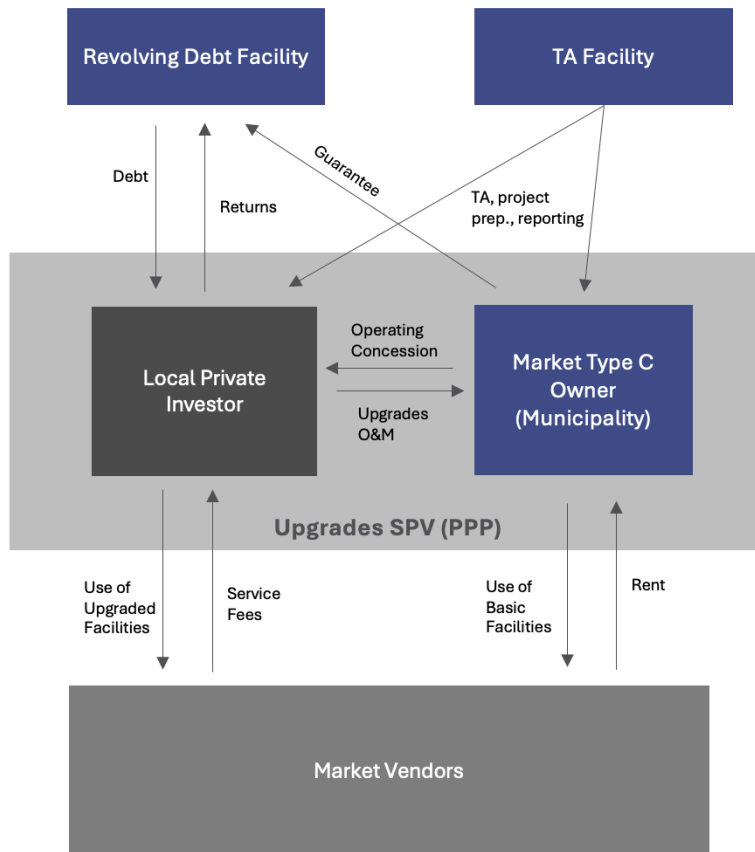 Revolving Debt Facility
TA Facility
Debt
Returns
Guarantee
TA, project
prep., reporting
Local Private
Investor
Operating
Concession
Upgrades
O&M
Market Type C
Owner
(Municipality)
Upgrades SPV (PPP)
Use of
Upgraded
Facilities
Service
Fees
Use of
Basic
Facilities
Rent
Market Vendors